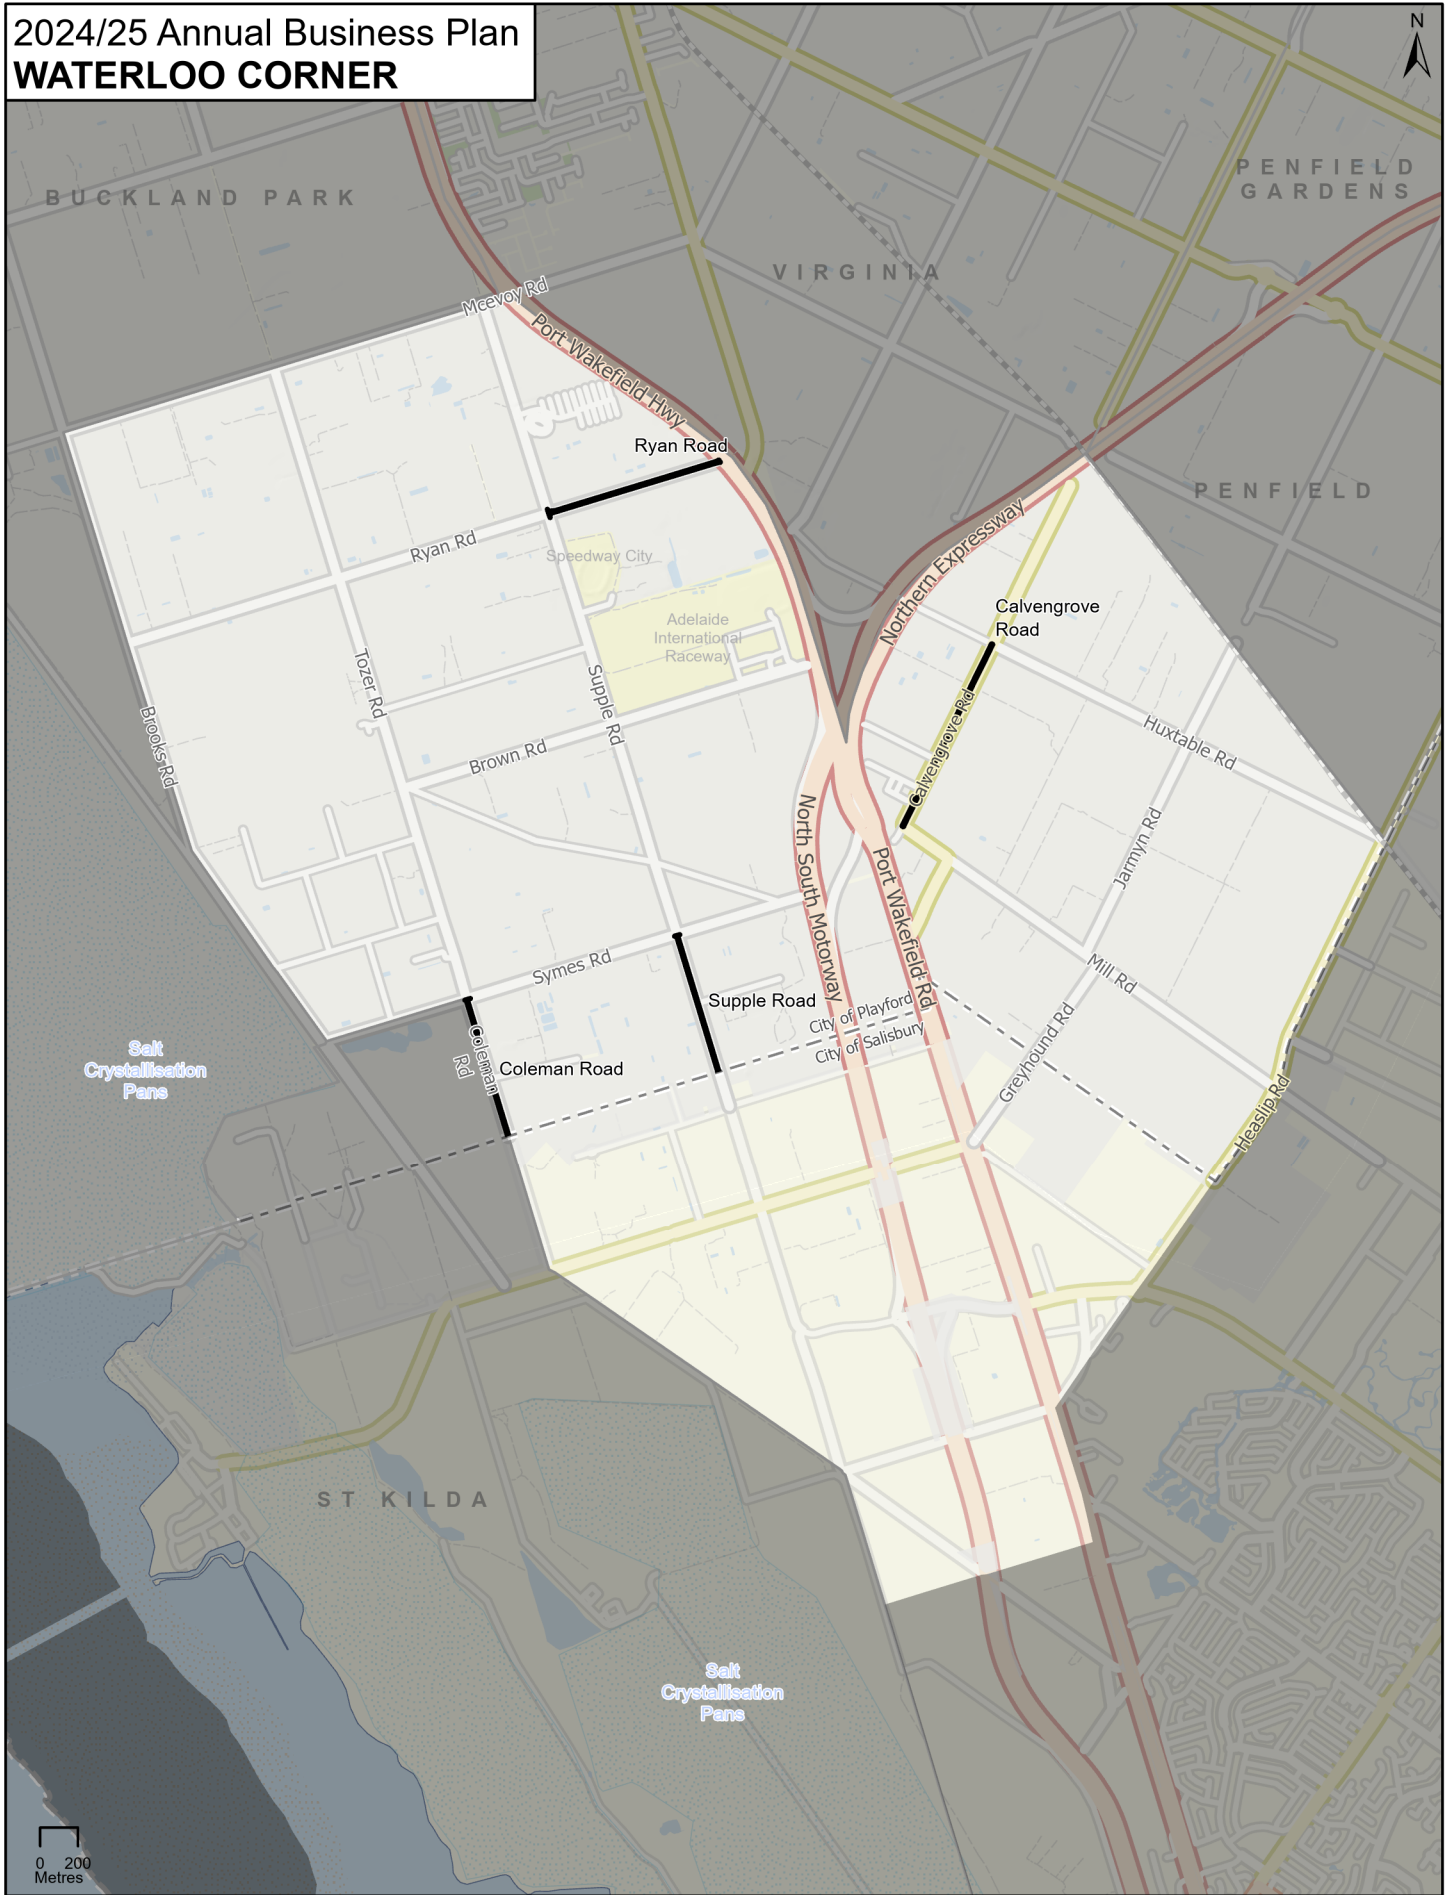 2024/25 Annual Business Plan
WATERLOO CORNER
N
BUCKLAND PARK
PENFIELD
GARDENS
VIRGINIA
Mcevoy Rd
Port Wakefield Hwy
Ryan Road
PENFIELD
Ryan Rd
Speedway City
Northern Expressway
Adelaide
International
Raceway
Calvengrove
Road
Tozer Rd
Supple Rd
Brooks Rd
Brown Rd
Calvengrove Rd
Huxtable Rd
North South Motorway
Port Wakefield Rd
Jarmyn Rd
Symes Rd
Mill Rd
Supple Road
City of Playford
City of Salisbury
Coleman
Rd
Coleman Road
Greyhound Rd
Heaslip Rd
Salt
Crystallisation
Pans
ST KILDA
Salt
Crystallisation
Pans
0 200
Metres